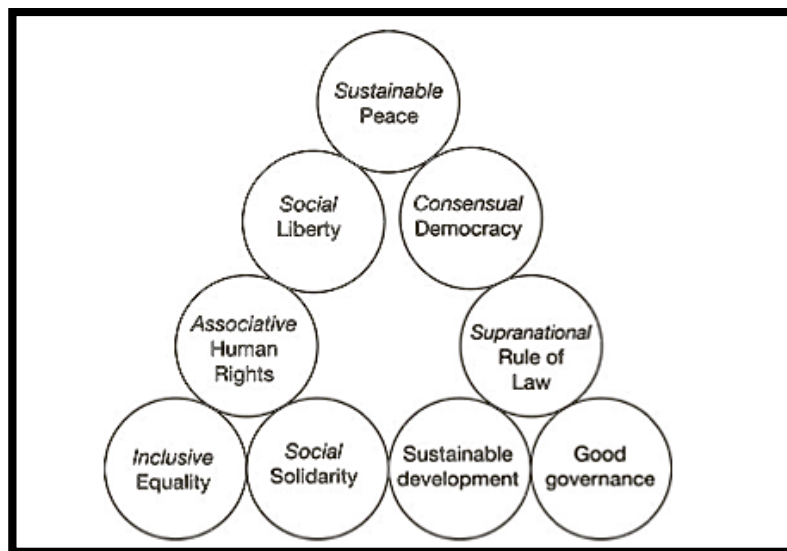 Sustainable
Peace
Social
Liberty
Consensual
Democracy
Associative
Human
Rights
Supranational
Rule of
Law
Inclusive
Equality
Social
Solidarity
Sustainable
development
Good
governance